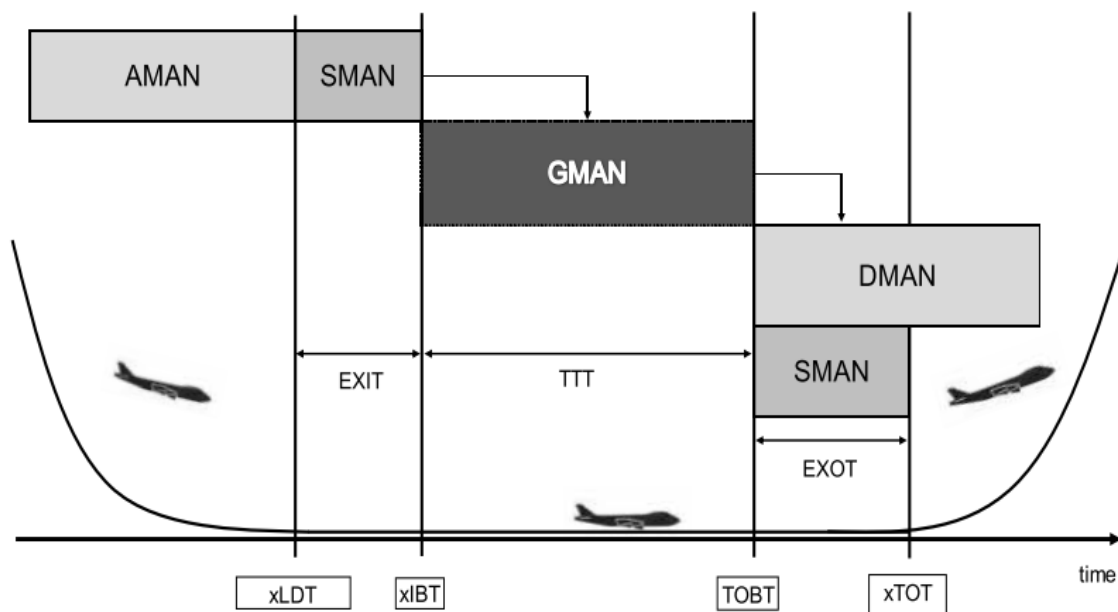 AMAN
SMAN
GMAN
DMAN
EXIT
TTT
SMAN
EXOT
time
xLDT
xIBT
TOBT
xTOT